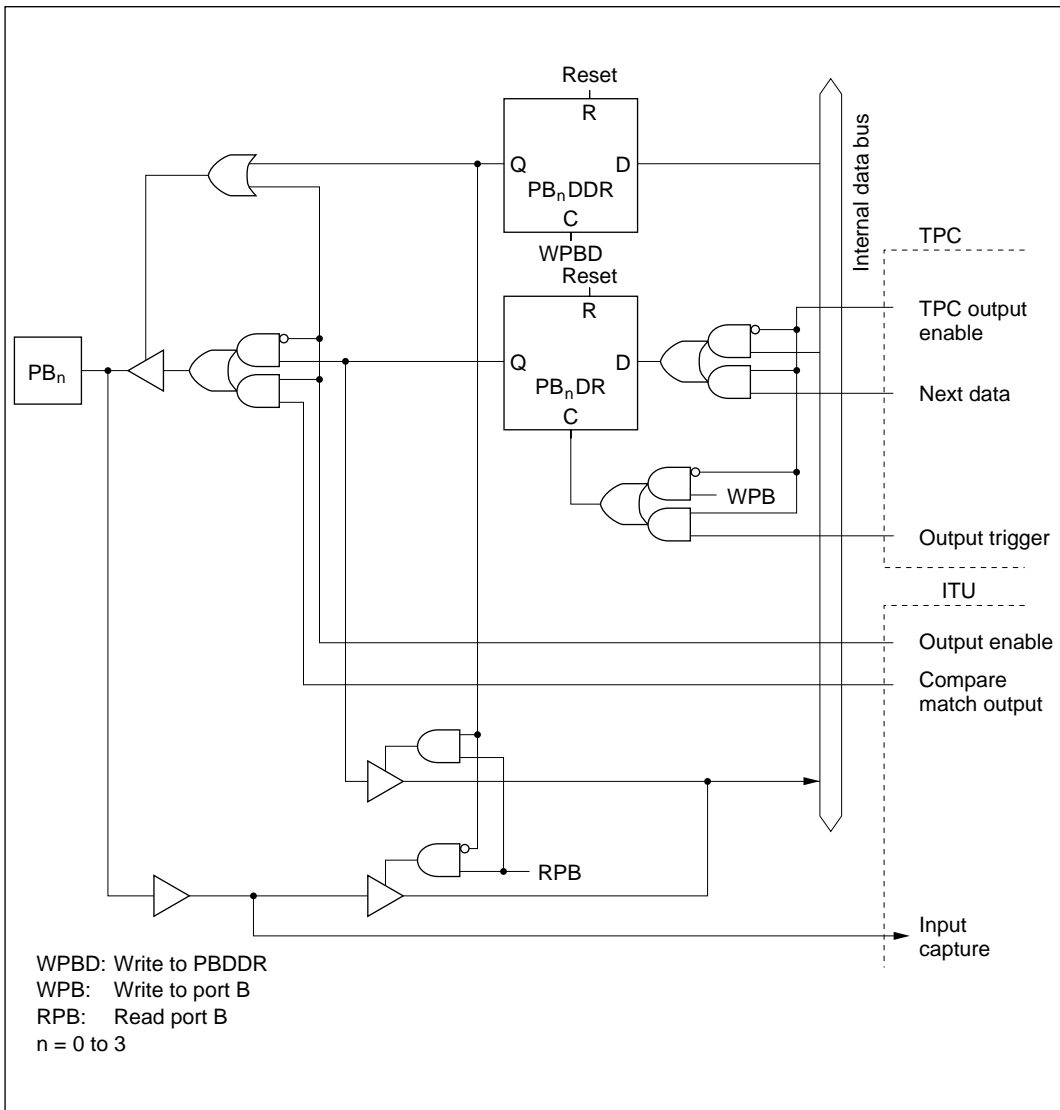 Reset
R
Q
D
PBnDDR
C
WPBD
Internal data bus
TPC
Reset
R
TPC output
enable
PBn
Q
D
PBnDR
C
Next data
WPB
Output trigger
ITU
Output enable
Compare
match output
RPB
Input
capture
WPBD: Write to PBDDR
WPB: Write to port B
RPB: Read port B
n = 0 to 3